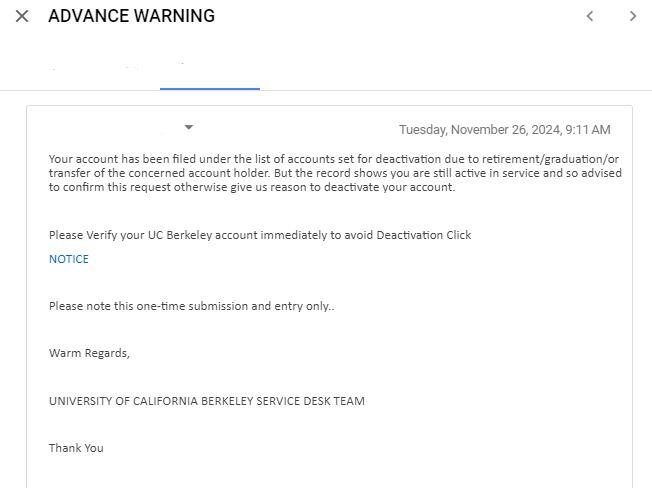 ADVANCE WARNING
Tuesday, November 26, 2024, 9:11 AM
Your account has been filed under the list of accounts set for deactivation due to retirement/graduation/or
transfer of the concerned account holder. But the record shows you are still active in service and so advised
to confirm this request otherwise give us reason to deactivate your account.
Please Verify your UC Berkeley account immediately to avoid Deactivation Click
NOTICE
Please note this one-time submission and entry only..
Warm Regards,
UNIVERSITY OF CALIFORNIA BERKELEY SERVICE DESK TEAM
Thank You